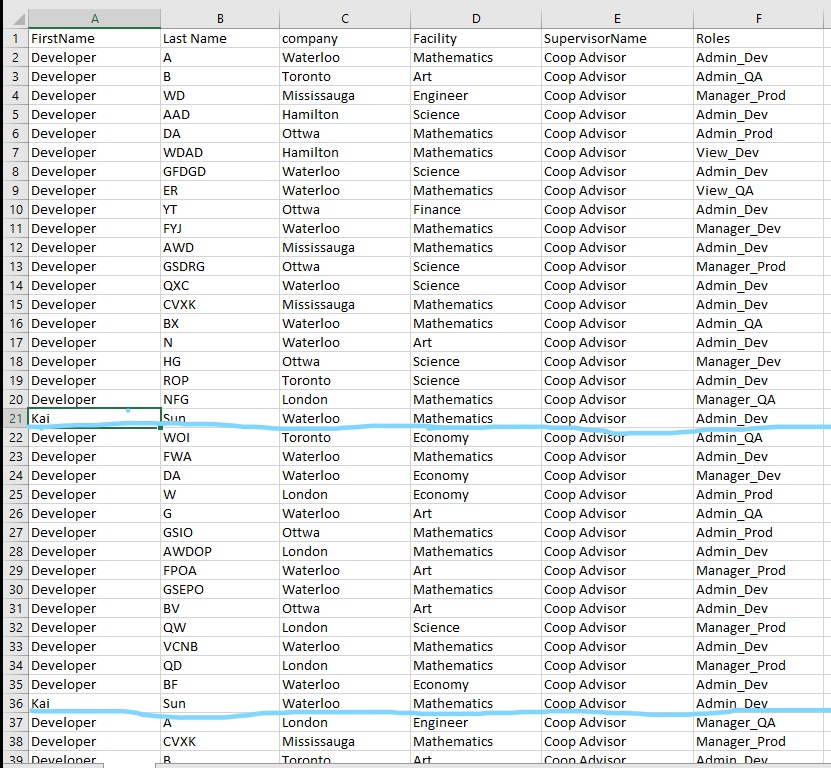 A B C D E F
1 FirstName Last Name company Facility SupervisorName Roles
2 Developer A Waterloo Mathematics Coop Advisor Admin_Dev
3 Developer B Toronto Art Coop Advisor Admin_QA
4 Developer WD Mississauga Engineer Coop Advisor Manager_Prod
5 Developer AAD Hamilton Science Coop Advisor Admin_Dev
6 Developer DA Ottwa Mathematics Coop Advisor Admin_Prod
7 Developer WDAD Hamilton Mathematics Coop Advisor View_Dev
8 Developer GFDGD Waterloo Science Coop Advisor Admin_Dev
9 Developer ER Waterloo Mathematics Coop Advisor View_QA
10 Developer YT Ottwa Finance Coop Advisor Admin_Dev
11 Developer FYJ Waterloo Mathematics Coop Advisor Manager_Dev
12 Developer AWD Mississauga Mathematics Coop Advisor Admin_Dev
13 Developer GSDRG Ottwa Science Coop Advisor Manager_Prod
14 Developer QXC Waterloo Science Coop Advisor Admin_Dev
15 Developer CVXK Mississauga Mathematics Coop Advisor Admin_Dev
16 Developer BX Waterloo Mathematics Coop Advisor Admin_QA
17 Developer N Waterloo Art Coop Advisor Admin_Dev
18 Developer HG Ottwa Science Coop Advisor Manager_Dev
19 Developer ROP Toronto Science Coop Advisor Admin_Dev
20 Developer NFG London Mathematics Coop Advisor Manager_QA
21 Kai Sun Waterloo Mathematics Coop Advisor Admin_Dev
22 Developer WOI Toronto Economy Coop Advisor Admin_QA
23 Developer FWA Waterloo Mathematics Coop Advisor Admin_Dev
24 Developer DA Waterloo Economy Coop Advisor Manager_Dev
25 Developer W London Economy Coop Advisor Admin_Prod
26 Developer G Waterloo Art Coop Advisor Admin_QA
27 Developer GSIO Ottwa Mathematics Coop Advisor Admin_Prod
28 Developer AWDOP London Mathematics Coop Advisor Admin_Dev
29 Developer FPOA Waterloo Art Coop Advisor Manager_Prod
30 Developer GSEPO Waterloo Mathematics Coop Advisor Admin_Dev
31 Developer BV Ottwa Art Coop Advisor Admin_Dev
32 Developer QW London Science Coop Advisor Manager_Prod
33 Developer VCNB Waterloo Mathematics Coop Advisor Admin_Dev
34 Developer QD London Mathematics Coop Advisor Manager_Prod
35 Developer BF Waterloo Economy Coop Advisor Admin_Dev
36 Kai Sun Waterloo Mathematics Coop Advisor Admin_Dev
37 Developer A London Engineer Coop Advisor Manager_QA
38 Developer CVXK Mississauga Mathematics Coop Advisor Manager_Prod
39 Developer B Toronto Art Coop Advisor Admin_Dev